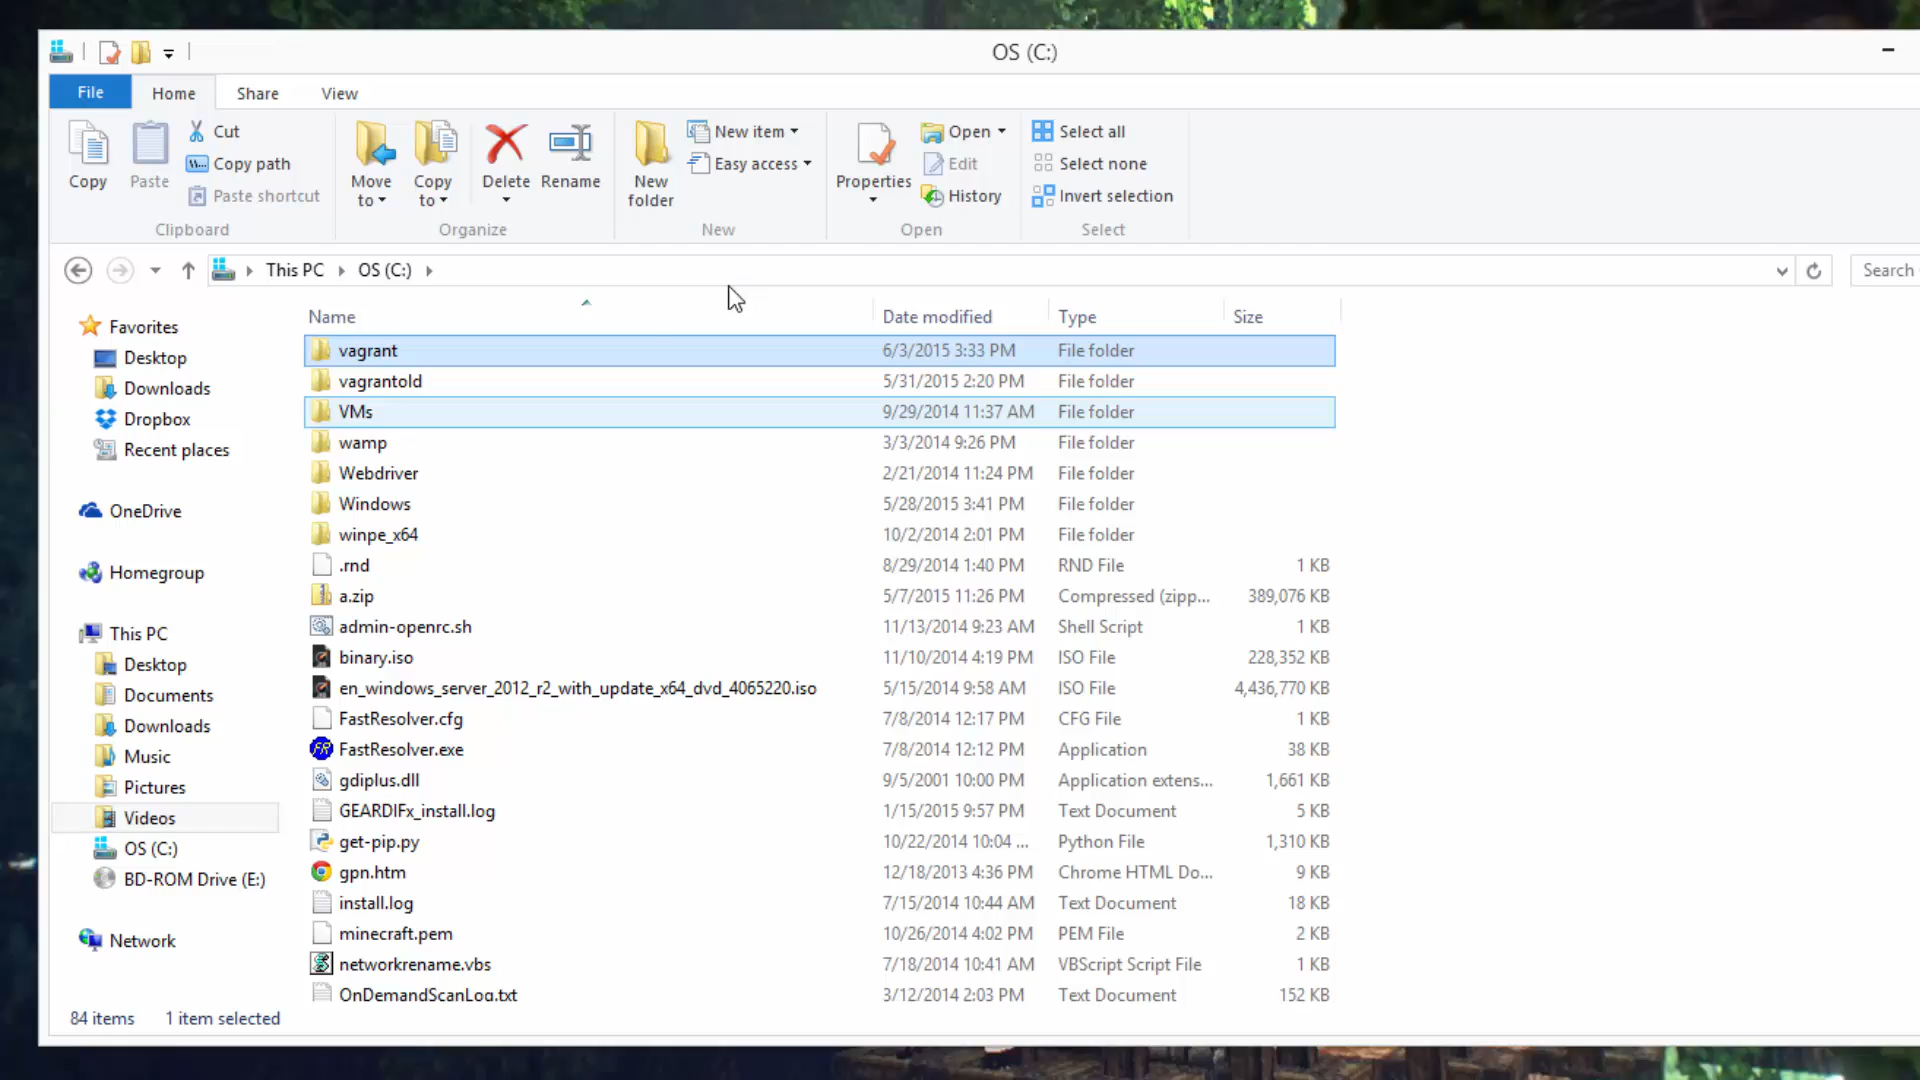 OS (C:)
File Home Share View
Copy
Paste
Cut
Copy path
Paste shortcut
Clipboard
Move to
Copy to
Delete
Rename
Organize
New folder
New item
Easy access
New
Properties
Open
Edit
History
Open
Select all
Select none
Invert selection
Select
This PC OS (C:)
Search
Favorites
Desktop
Downloads
Dropbox
Recent places
OneDrive
Homegroup
This PC
Desktop
Documents
Downloads
Music
Pictures
Videos
OS (C:)
BD-ROM Drive (E:)
Network
Name Date modified Type Size
vagrant 6/3/2015 3:33 PM File folder
vagrantold 5/31/2015 2:20 PM File folder
VMs 9/29/2014 11:37 AM File folder
wamp 3/3/2014 9:26 PM File folder
Webdriver 2/21/2014 11:24 PM File folder
Windows 5/28/2015 3:41 PM File folder
winpe_x64 10/2/2014 2:01 PM File folder
.rnd 8/29/2014 1:40 PM RND File 1 KB
a.zip 5/7/2015 11:26 PM Compressed (zipp... 389,076 KB
admin-openrc.sh 11/13/2014 9:23 AM Shell Script 1 KB
binary.iso 11/10/2014 4:19 PM ISO File 228,352 KB
en_windows_server_2012_r2_with_update_x64_dvd_4065220.iso 5/15/2014 9:58 AM ISO File 4,436,770 KB
FastResolver.cfg 7/8/2014 12:17 PM CFG File 1 KB
FastResolver.exe 7/8/2014 12:12 PM Application 38 KB
gdiplus.dll 9/5/2001 10:00 PM Application extens... 1,661 KB
GEARDIFx_install.log 1/15/2015 9:57 PM Text Document 5 KB
get-pip.py 10/22/2014 10:04 ... Python File 1,310 KB
gpn.htm 12/18/2013 4:36 PM Chrome HTML Do... 9 KB
install.log 7/15/2014 10:44 AM Text Document 18 KB
minecraft.pem 10/26/2014 4:02 PM PEM File 2 KB
networkrename.vbs 7/18/2014 10:41 AM VBScript Script File 1 KB
OnDemandScanLog.txt 3/12/2014 2:03 PM Text Document 152 KB
84 items 1 item selected